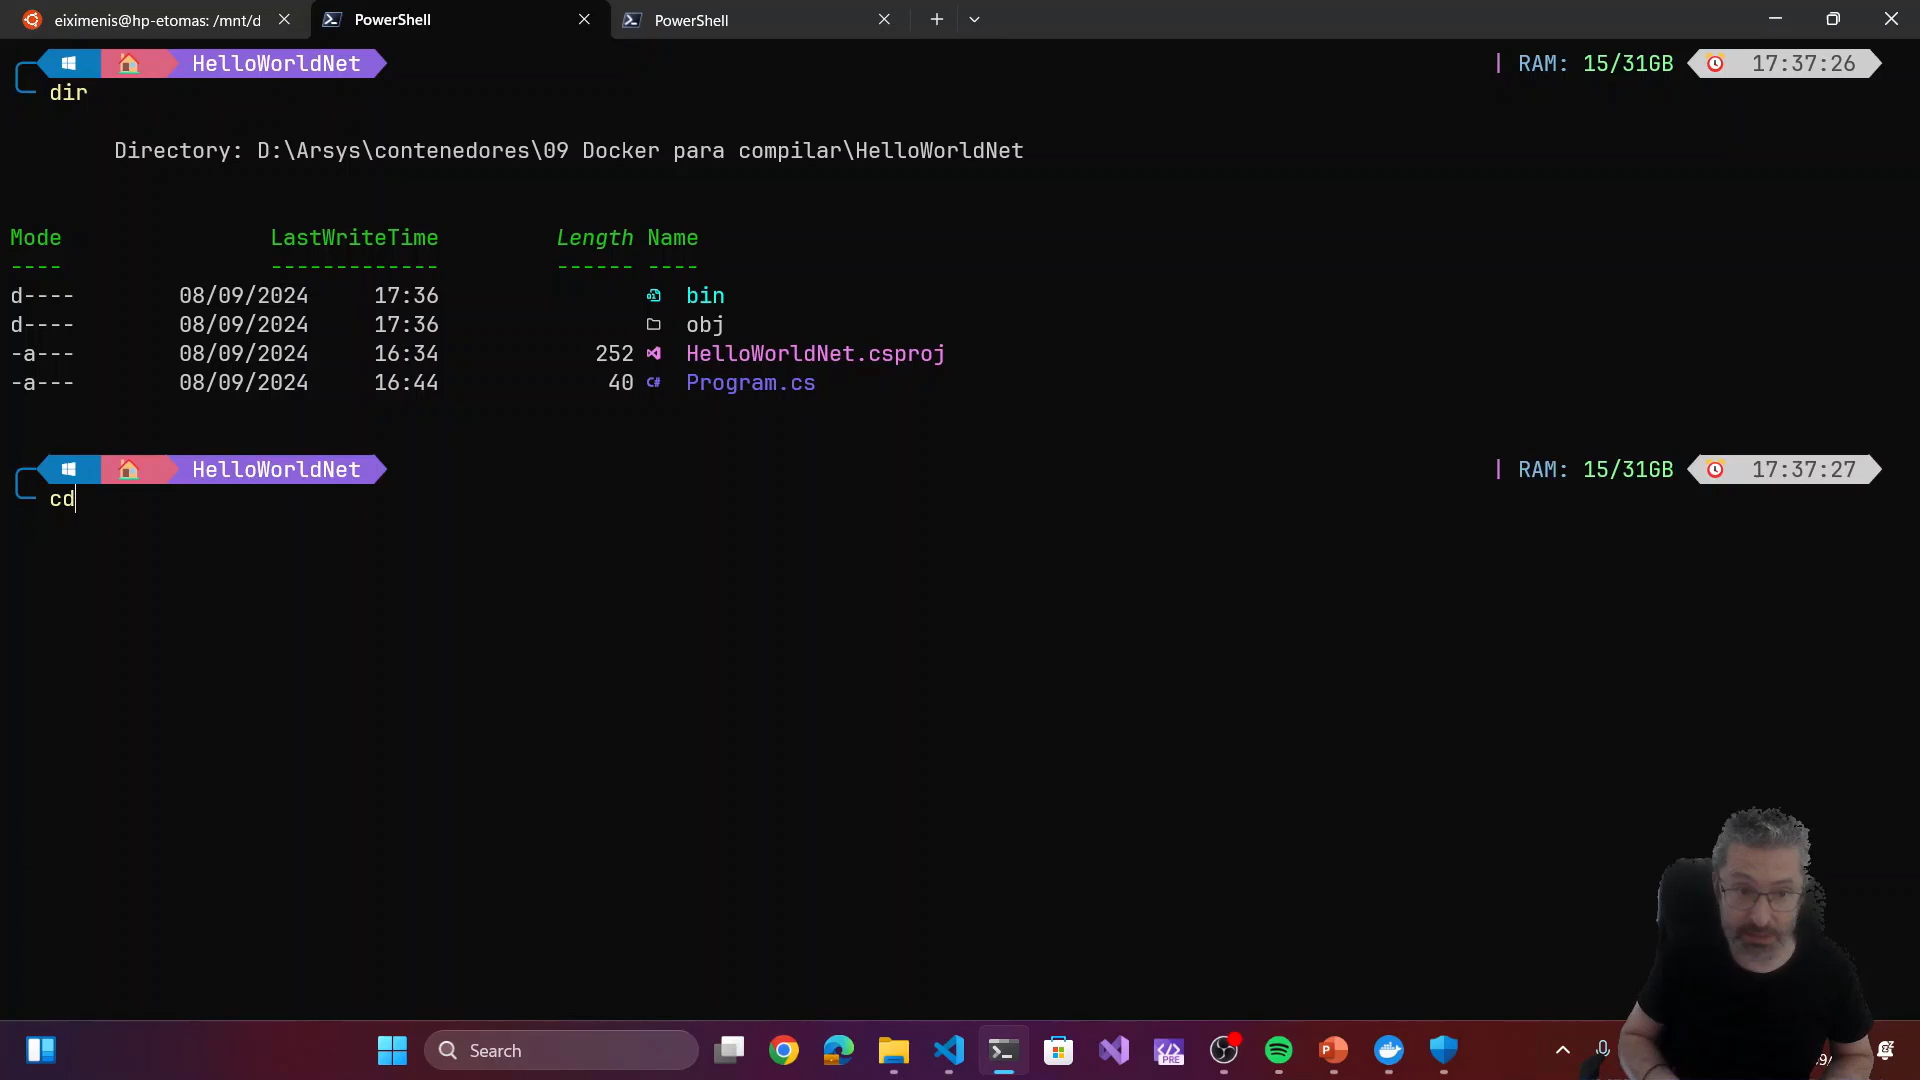 eiximenis@hp-etomas: /mnt/d
PowerShell
PowerShell
HelloWorldNet
| RAM: 15/31GB
17:37:26
dir
Directory: D:\Arsys\contenedores\09 Docker para compilar\HelloWorldNet
Mode LastWriteTime Length Name
---- ------------- ------ ----
d---- 08/09/2024 17:36 bin
d---- 08/09/2024 17:36 obj
-a--- 08/09/2024 16:34 252 HelloWorldNet.csproj
-a--- 08/09/2024 16:44 40 C# Program.cs
HelloWorldNet
| RAM: 15/31GB
17:37:27
cd
Search
PRE